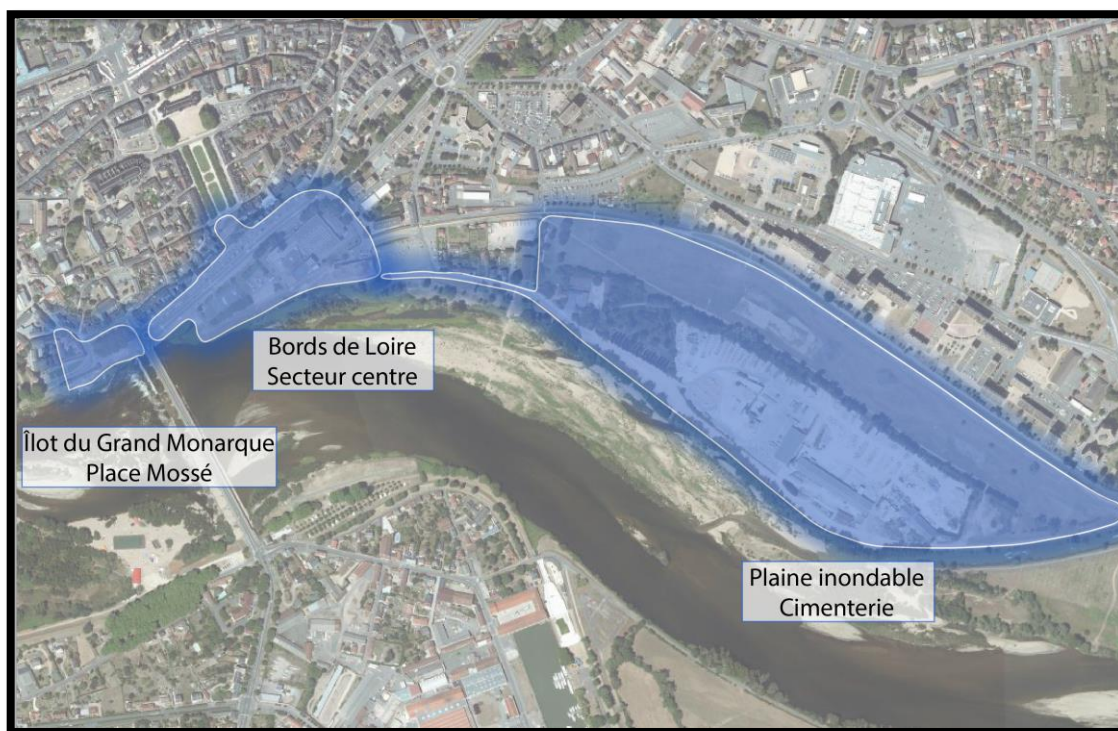 Bords de Loire
Secteur centre
Îlot du Grand Monarque
Place Mossé
Plaine inondable
Cimenterie